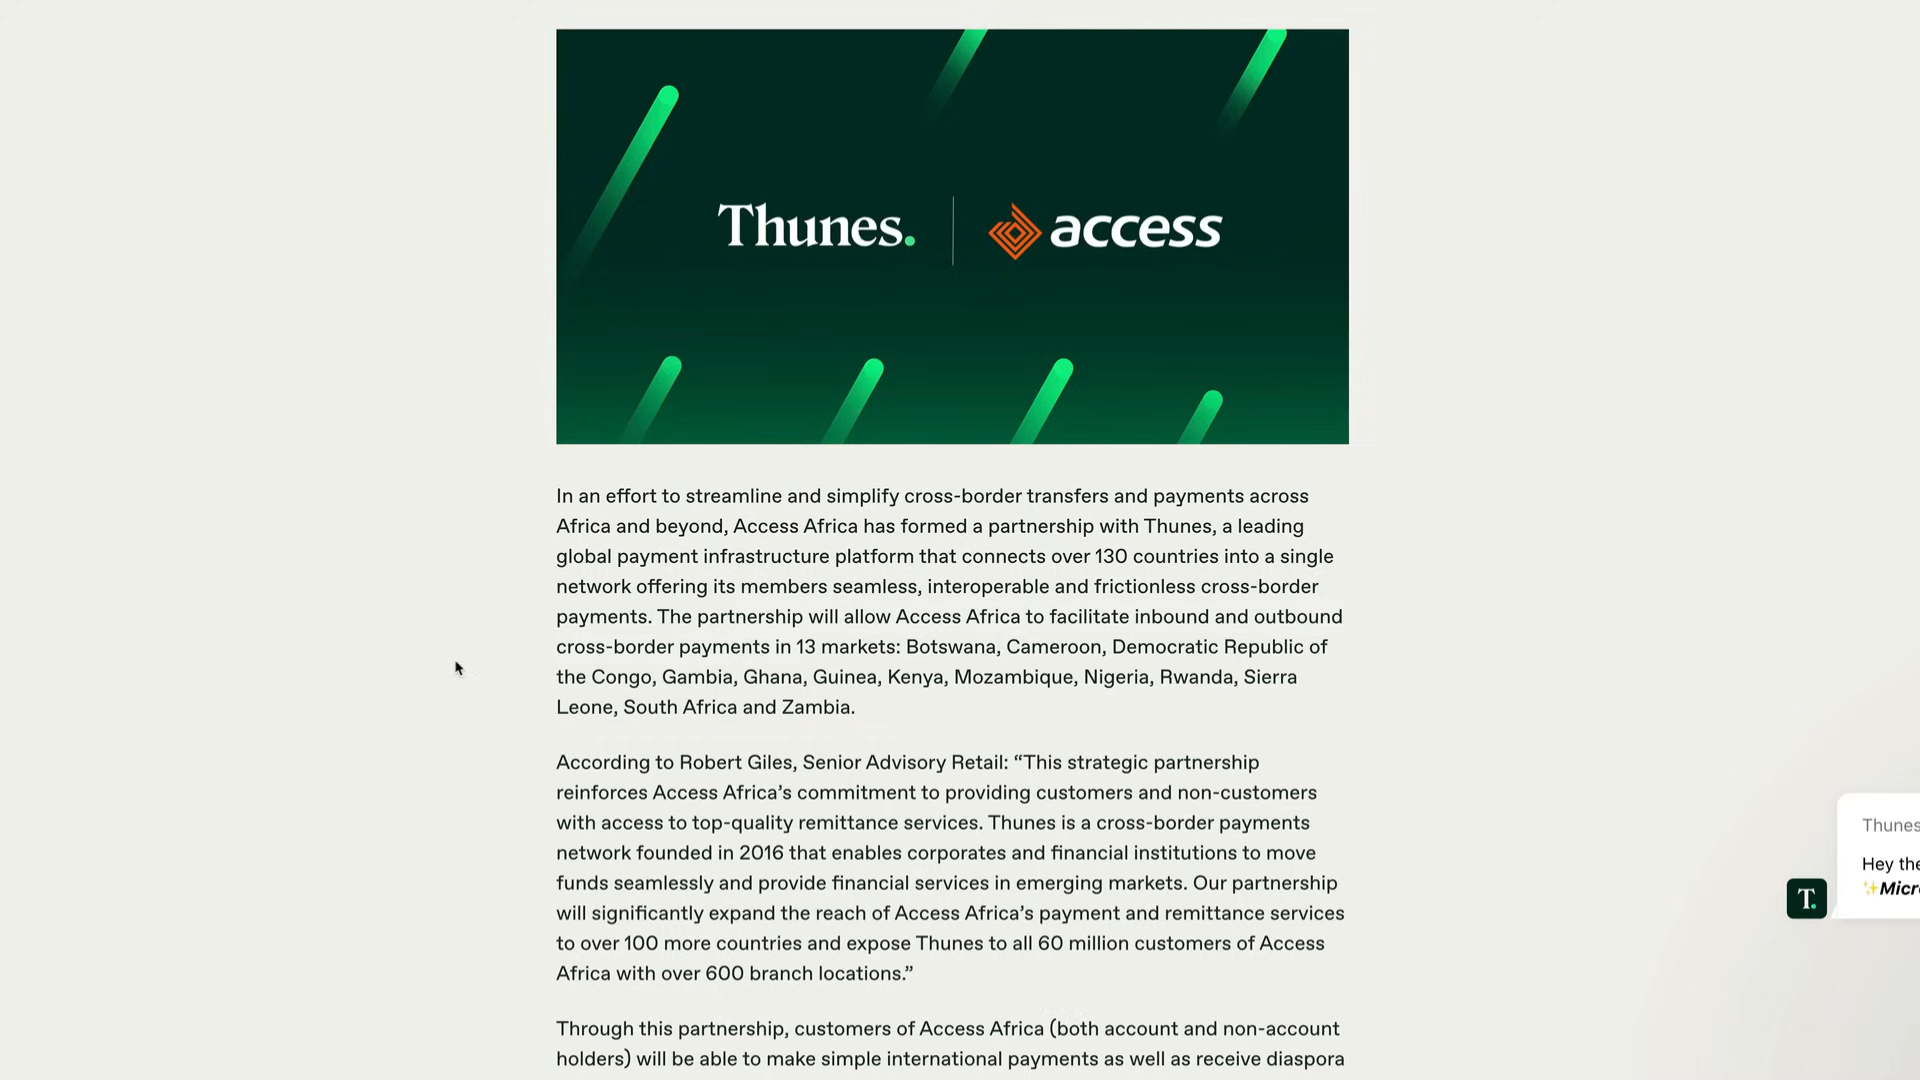 Thunes.
access
In an effort to streamline and simplify cross-border transfers and payments across
Africa and beyond, Access Africa has formed a partnership with Thunes, a leading
global payment infrastructure platform that connects over 130 countries into a single
network offering its members seamless, interoperable and frictionless cross-border
payments. The partnership will allow Access Africa to facilitate inbound and outbound
cross-border payments in 13 markets: Botswana, Cameroon, Democratic Republic of
the Congo, Gambia, Ghana, Guinea, Kenya, Mozambique, Nigeria, Rwanda, Sierra
Leone, South Africa and Zambia.
According to Robert Giles, Senior Advisory Retail: “This strategic partnership
reinforces Access Africa’s commitment to providing customers and non-customers
with access to top-quality remittance services. Thunes is a cross-border payments
network founded in 2016 that enables corporates and financial institutions to move
funds seamlessly and provide financial services in emerging markets. Our partnership
will significantly expand the reach of Access Africa’s payment and remittance services
to over 100 more countries and expose Thunes to all 60 million customers of Access
Africa with over 600 branch locations.”
Through this partnership, customers of Access Africa (both account and non-account
holders) will be able to make simple international payments as well as receive diaspora
Thunes
Hey the
✨Micr
T.